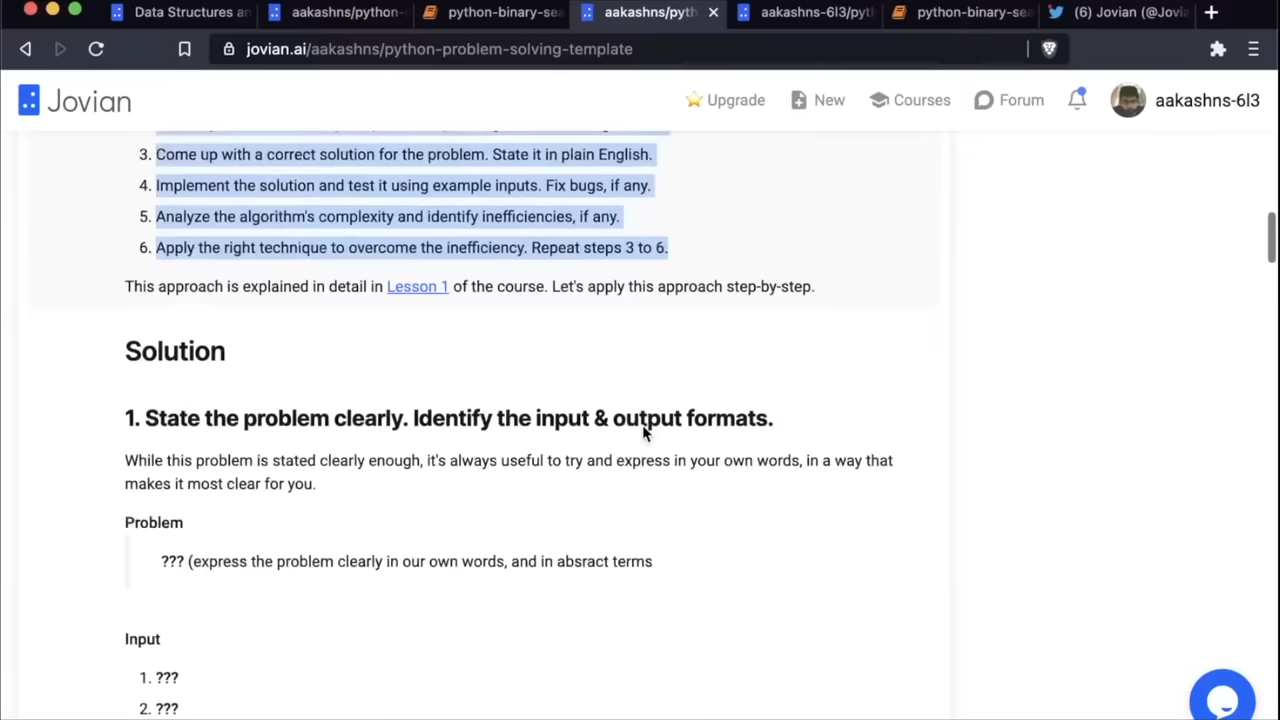 Data Structures an
aakashns/python-
python-binary-sea
aakashns/pyth
aakashns-6l3/pyt
python-binary-sea
(6) Jovian (@Jovia
jovian.ai/aakashns/python-problem-solving-template
Jovian
Upgrade
New
Courses
Forum
aakashns-6l3
3. Come up with a correct solution for the problem. State it in plain English.
4. Implement the solution and test it using example inputs. Fix bugs, if any.
5. Analyze the algorithm's complexity and identify inefficiencies, if any.
6. Apply the right technique to overcome the inefficiency. Repeat steps 3 to 6.
This approach is explained in detail in Lesson 1 of the course. Let's apply this approach step-by-step.
Solution
1. State the problem clearly. Identify the input & output formats.
While this problem is stated clearly enough, it's always useful to try and express in your own words, in a way that
makes it most clear for you.
Problem
??? (express the problem clearly in our own words, and in absract terms
Input
1. ???
2. ???